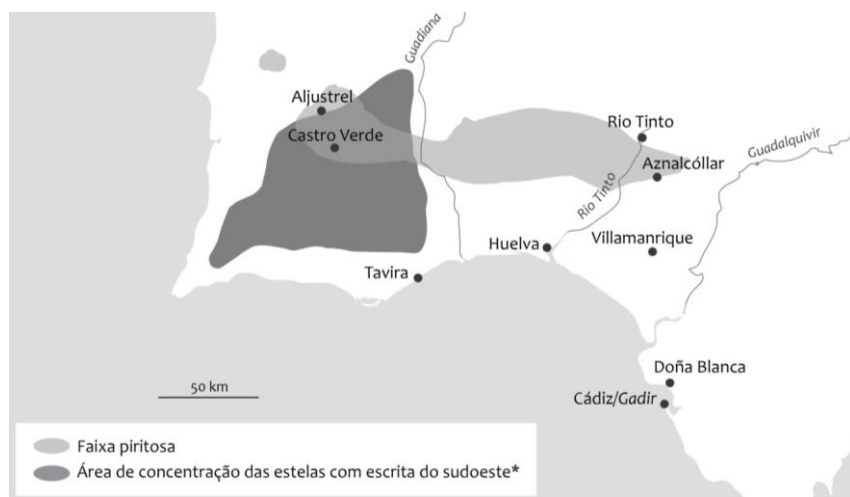 Guadiana
Aljustrel
Castro Verde
Rio Tinto
Aznalcóllar
Guadalquivir
Rio Tinto
Huelva
Villamanrique
Tavira
50 km
Doña Blanca
Cádiz/Gadir
Faixa piritosa
Área de concentração das estelas com escrita do sudoeste*